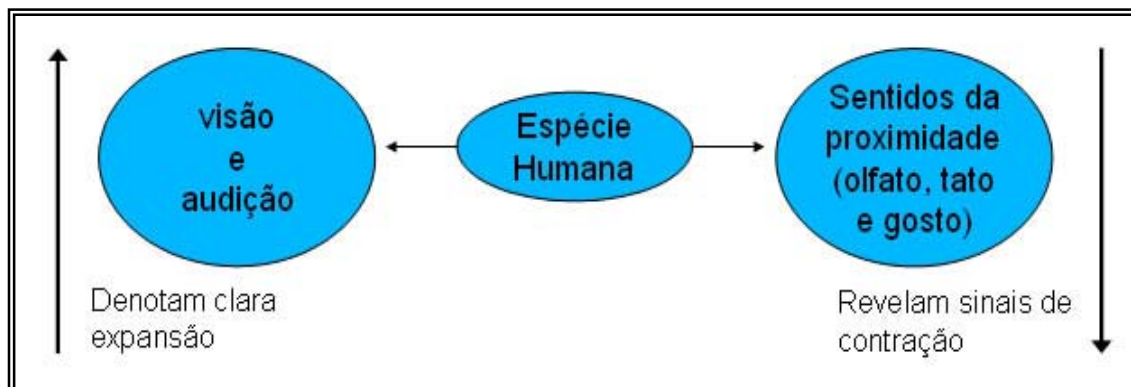 visão
e
audição
Espécie
Humana
Sentidos da
proximidade
(olfato, tato
e gosto)
Denotam clara
expansão
Revelam sinais de
contração